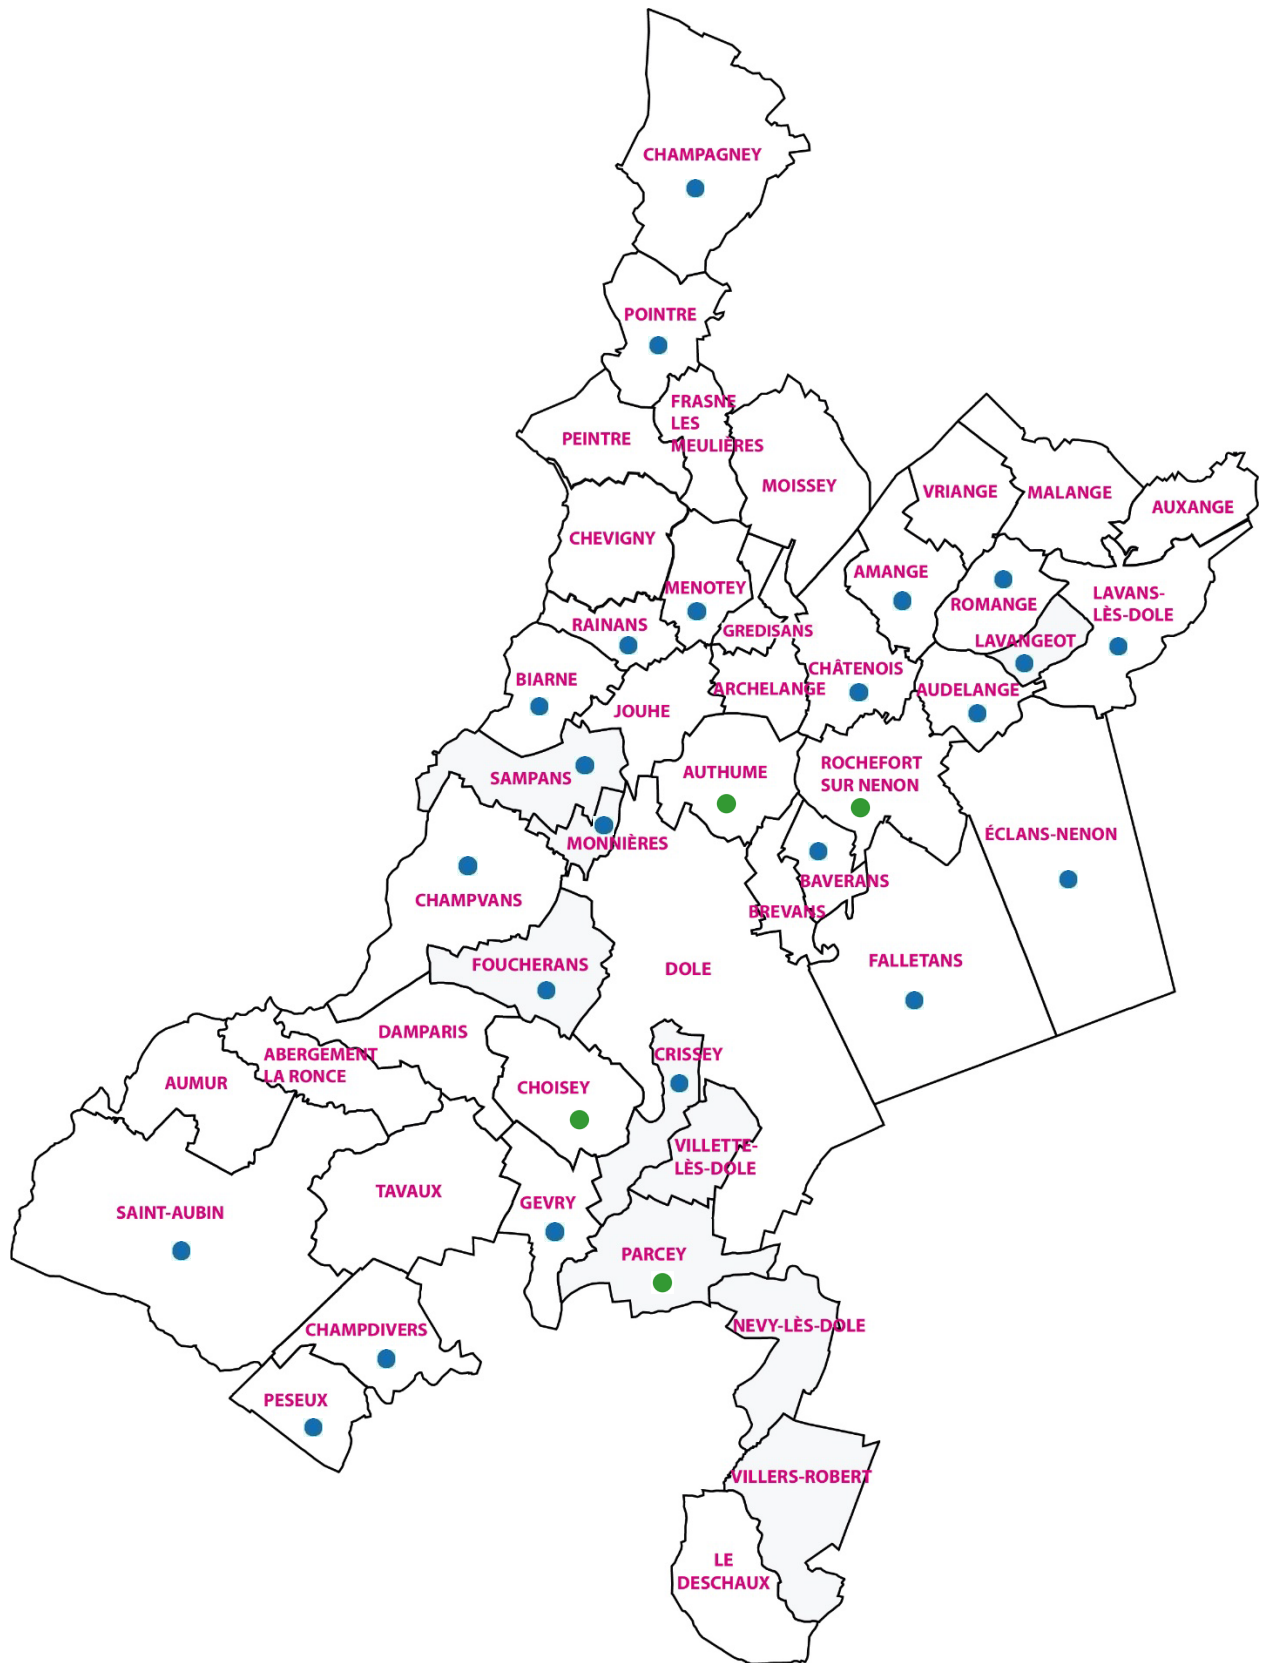 CHAMPAGNEY
POINTRE
FRASNE
LES
MEULIÈRES
PEINTRE
MOISSEY
VRIANGE
MALANGE
AUXANGE
CHEVIGNY
AMANGE
MENOTEY
ROMANGE
LAVANS-
LÈS-DOLE
RAINANS
GREDISANS
LAVANGEOT
CHÂTENOIS
BIARNE
ARCHELANGE
AUDELANGE
JOUHE
SAMPANS
AUTHUME
ROCHEFORT
SUR NENON
ÉCLANS-NENON
MONNIÈRES
BAVERANS
CHAMPVANS
BREVANS
FALLETANS
FOUCHERANS
DOLE
DAMPARIS
ABERGEMENT
LA RONCE
CRISSEY
AUMUR
CHOISEY
VILLETTE-
LÈS-DOLE
TAVAUX
GEVRY
SAINT-AUBIN
PARCEY
CHAMPDIVERS
NEVY-LÈS-DOLE
PESEUX
VILLERS-ROBERT
LE
DESCHAUX